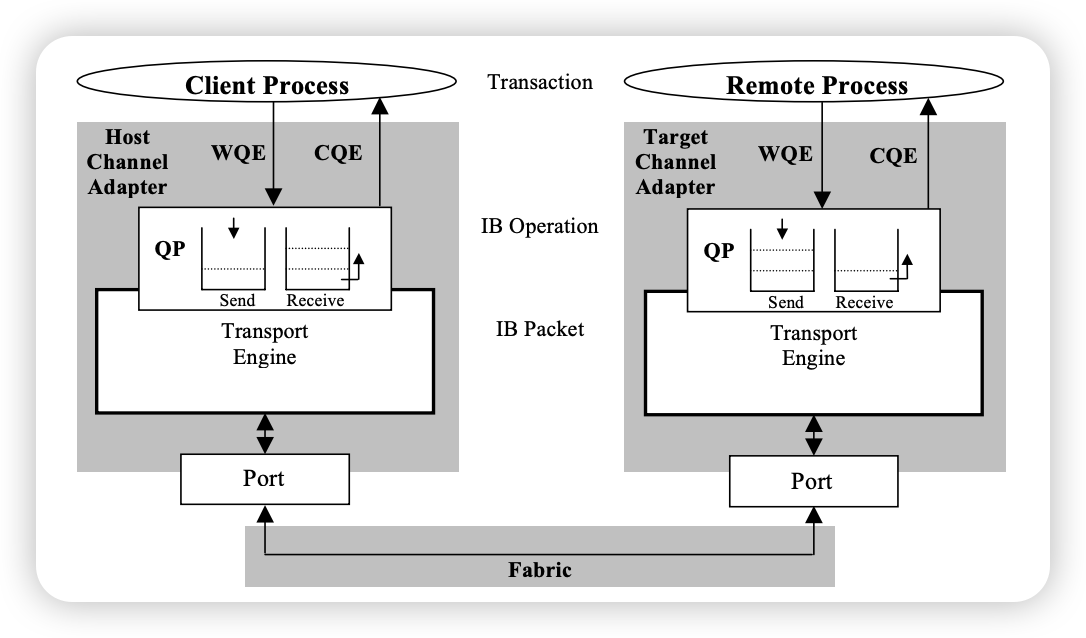 Client Process
Transaction
Remote Process
Host
Channel
Adapter
WQE
CQE
Target
Channel
Adapter
WQE
CQE
IB Operation
QP
Send
Receive
QP
Send
Receive
IB Packet
Transport
Engine
Transport
Engine
Port
Port
Fabric